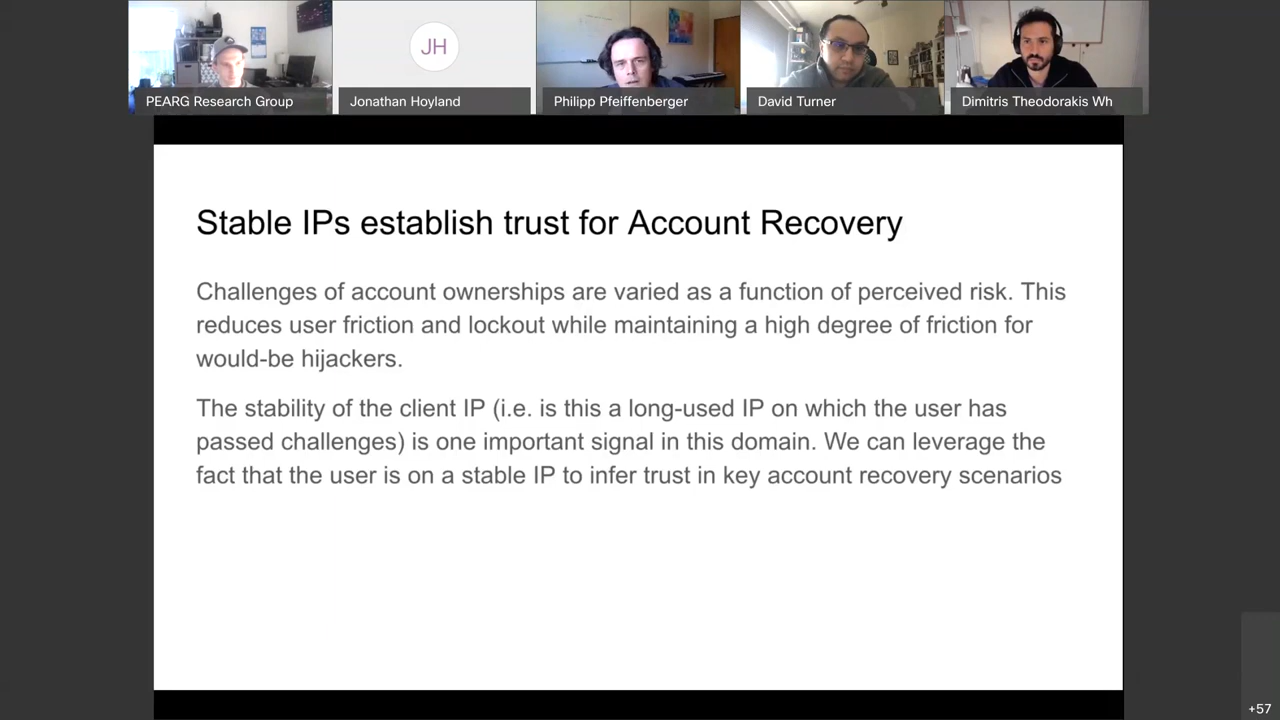 JH
PEARG Research Group
Jonathan Hoyland
Philipp Pfeiffenberger
David Turner
Dimitris Theodorakis Wh
Stable IPs establish trust for Account Recovery
Challenges of account ownerships are varied as a function of perceived risk. This
reduces user friction and lockout while maintaining a high degree of friction for
would-be hijackers.
The stability of the client IP (i.e. is this a long-used IP on which the user has
passed challenges) is one important signal in this domain. We can leverage the
fact that the user is on a stable IP to infer trust in key account recovery scenarios
+57